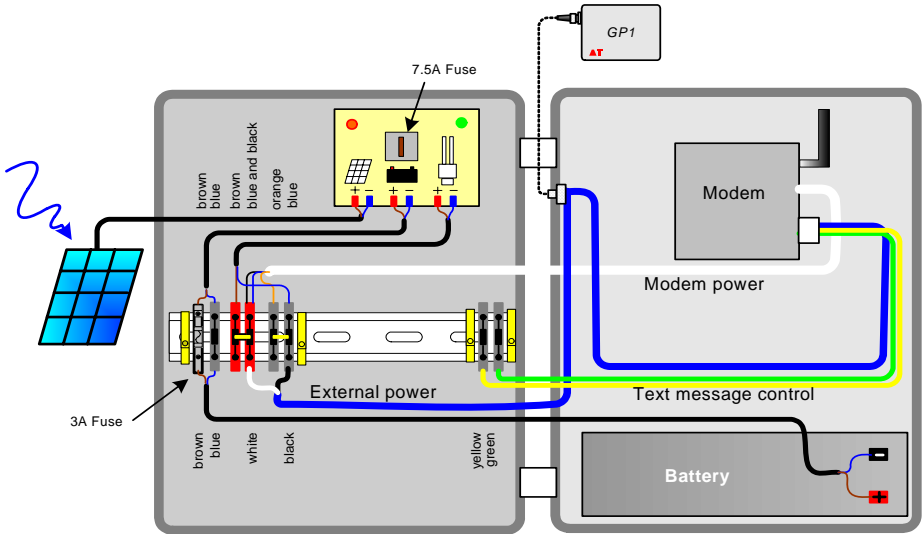 GP1
ΔT
7.5A Fuse
brown
blue
brown
blue and black
orange
blue
+ − + − + −
Modem
Modem power
External power
Text message control
3A Fuse
brown
blue
white
black
yellow
green
Battery
−
+